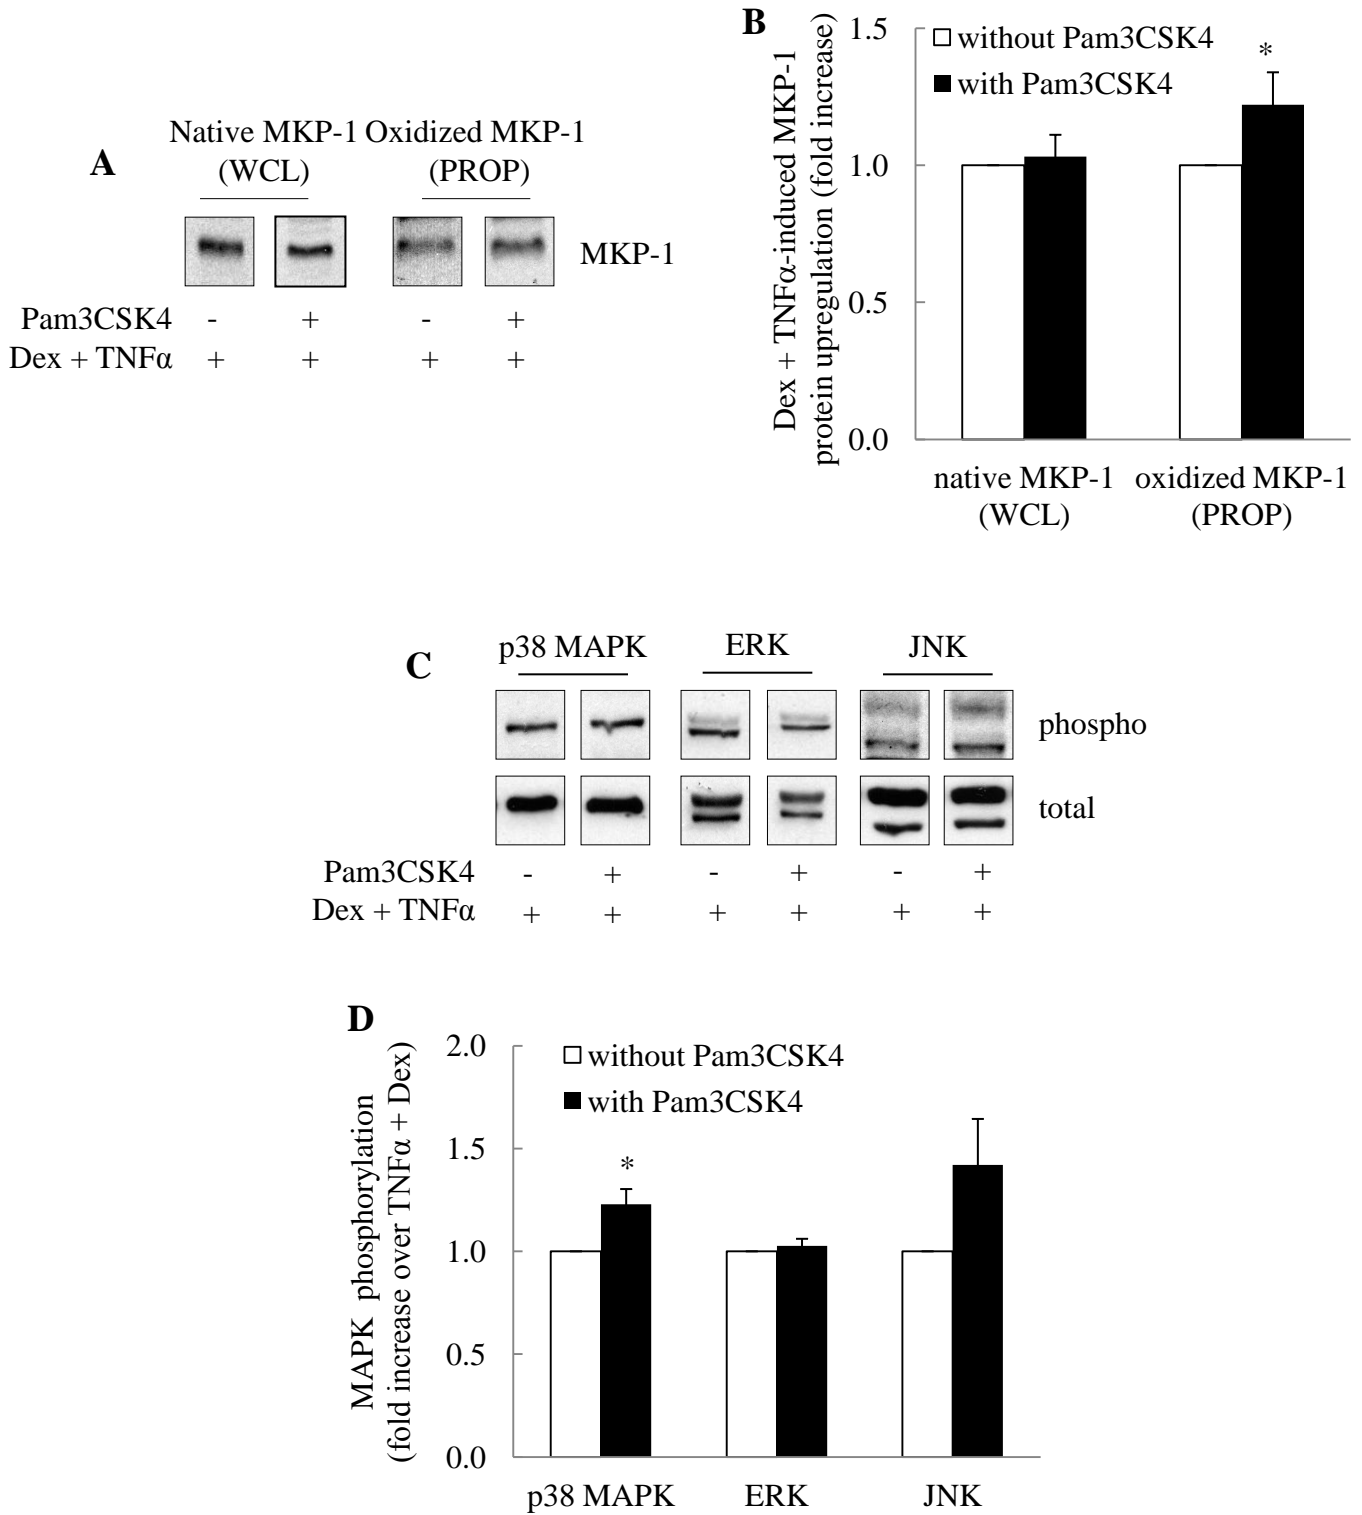 A
Native MKP-1 Oxidized MKP-1
(WCL) (PROP)
MKP-1
Pam3CSK4 - + - +
Dex + TNFα + + + +
B
Dex + TNFα-induced MKP-1
protein upregulation (fold increase)
1.5
1.0
0.5
0.0
without Pam3CSK4
with Pam3CSK4
*
native MKP-1 oxidized MKP-1
(WCL) (PROP)
C
p38 MAPK ERK JNK
phospho
total
Pam3CSK4 - + - + - +
Dex + TNFα + + + + + +
D
MAPK phosphorylation
(fold increase over TNFα + Dex)
2.0
1.5
1.0
0.5
0.0
without Pam3CSK4
with Pam3CSK4
*
p38 MAPK ERK JNK